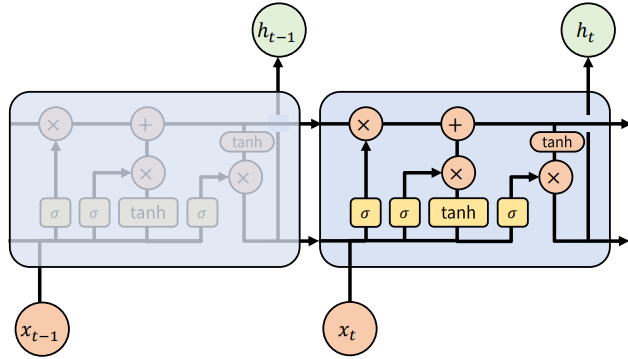 h_{t−1} h_t
× + × +
tanh tanh
× × × ×
σ σ tanh σ σ σ tanh σ
x_{t−1} x_t